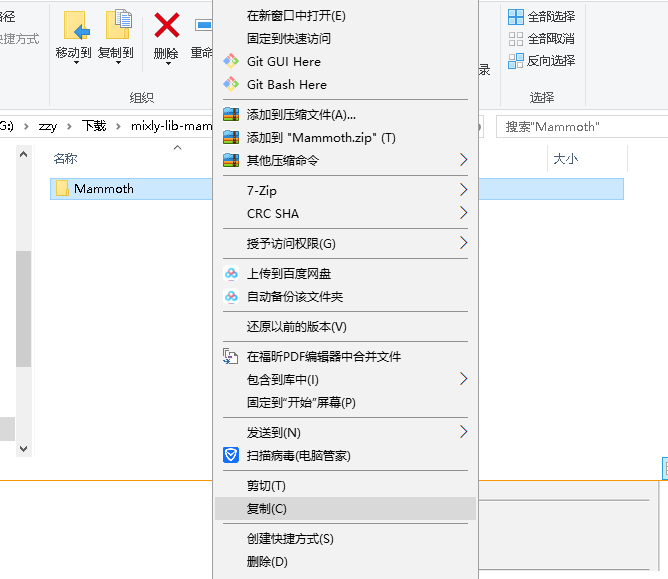 路径
快捷方式
移动到
复制到
删除
重命
组织
录
全部选择
全部取消
反向选择
选择
G:) › zzy › 下载 › mixly-lib-mam
搜索"Mammoth"
名称
大小
Mammoth
在新窗口中打开(E)
固定到快速访问
Git GUI Here
Git Bash Here
添加到压缩文件(A)...
添加到 "Mammoth.zip" (T)
其他压缩命令
7-Zip
CRC SHA
授予访问权限(G)
上传到百度网盘
自动备份该文件夹
还原以前的版本(V)
在福昕PDF编辑器中合并文件
包含到库中(I)
固定到“开始”屏幕(P)
发送到(N)
扫描病毒(电脑管家)
剪切(T)
复制(C)
创建快捷方式(S)
删除(D)